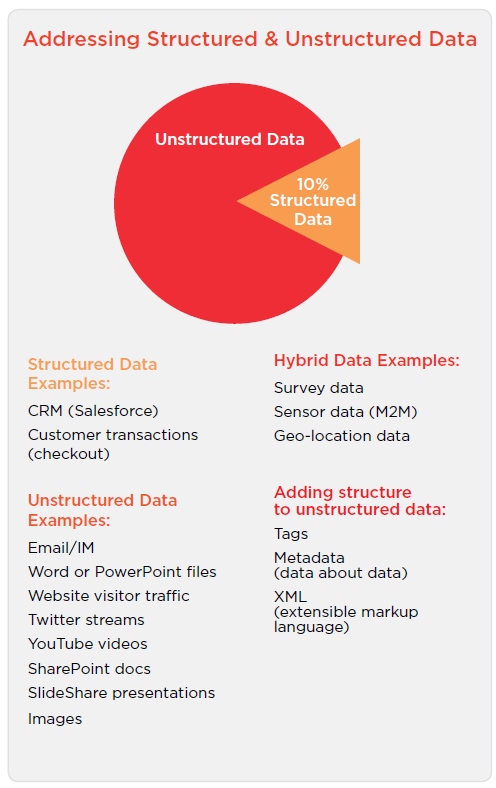 Addressing Structured & Unstructured Data
Unstructured Data
10%
Structured
Data
Structured Data
Examples:
CRM (Salesforce)
Customer transactions
(checkout)
Unstructured Data
Examples:
Email/IM
Word or PowerPoint files
Website visitor traffic
Twitter streams
YouTube videos
SharePoint docs
SlideShare presentations
Images
Hybrid Data Examples:
Survey data
Sensor data (M2M)
Geo-location data
Adding structure
to unstructured data:
Tags
Metadata
(data about data)
XML
(extensible markup
language)